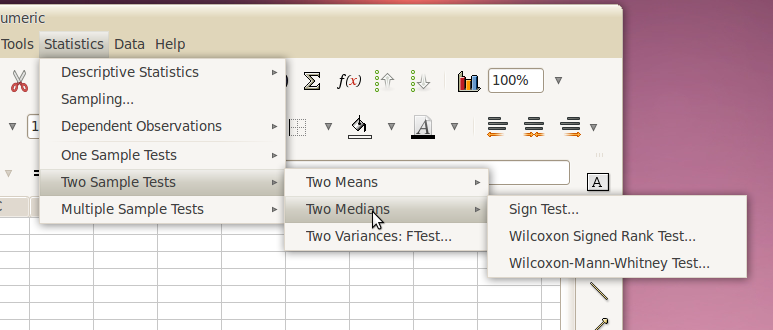 umeric
Tools Statistics Data Help
Descriptive Statistics
f(x)
100%
Sampling...
Dependent Observations
1
A
One Sample Tests
Two Sample Tests
Two Means
A
Multiple Sample Tests
Two Medians
Sign Test...
C
Two Variances: FTest...
Wilcoxon Signed Rank Test...
Wilcoxon-Mann-Whitney Test...